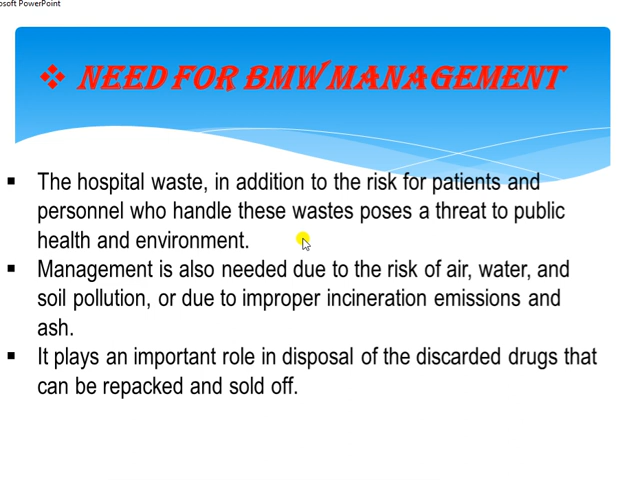 osoft PowerPoint
❖ NEED FOR BMW MANAGEMENT
▪ The hospital waste, in addition to the risk for patients and
personnel who handle these wastes poses a threat to public
health and environment.
▪ Management is also needed due to the risk of air, water, and
soil pollution, or due to improper incineration emissions and
ash.
▪ It plays an important role in disposal of the discarded drugs that
can be repacked and sold off.